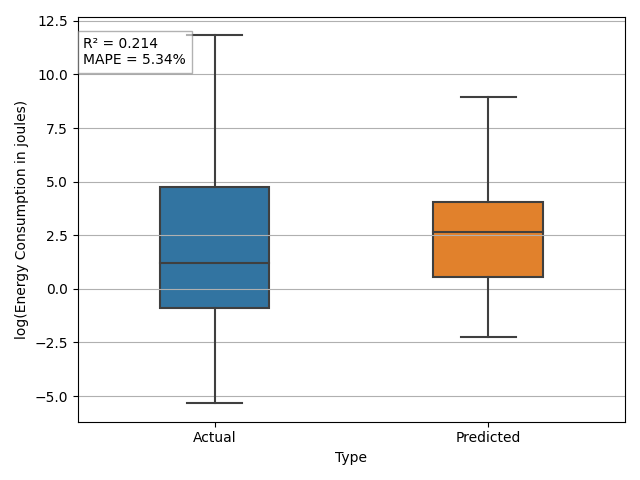 R² = 0.214
MAPE = 5.34%
12.5
10.0
7.5
5.0
2.5
0.0
−2.5
−5.0
log(Energy Consumption in joules)
Actual
Predicted
Type